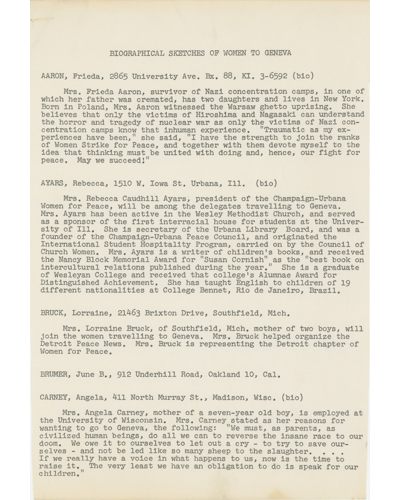 BIOGRAPHICAL SKETCHES OF WOMEN TO GENEVA
AARON, Frieda, 2865 University Ave. Bx. 88, KI. 3-6592 (bio)
Mrs. Frieda Aaron, survivor of Nazi concentration camps, in one of
which her father was cremated, has two daughters and lives in New York.
Born in Poland, Mrs. Aaron witnessed the Warsaw ghetto uprising. She
believes that only the victims of Hiroshima and Nagasaki can understand
the horror and tragedy of nuclear war as only the victims of Nazi con-
centration camps know that inhuman experience. "Traumatic as my ex-
periences have been," she said, "I have the strength to join the ranks
of Women Strike for Peace, and together with them devote myself to the
idea that thinking must be united with doing and, hence, our fight for
peace. May we succeed!"
AYARS, Rebecca, 1510 W. Iowa St. Urbana, Ill. (bio)
Mrs. Rebecca Caudhill Ayars, president of the Champaign-Urbana
Women for Peace, will be among the delegates travelling to Geneva.
Mrs. Ayars has been active in the Wesley Methodist Church, and served
as a sponsor of the first interracial house for students at the Univer-
sity of Ill. She is secretary of the Urbana Library Board, and was a
founder of the Champaign-Urbana Peace Council, and originated the
International Student Hospitality Program, carried on by the Council of
Church Women. Mrs. Ayars is a writer of children's books, and received
the Nancy Block Memorial Award for "Susan Cornish" as the "best book on
intercultural relations published during the year." She is a graduate
of Wesleyan College and received that college's Alumnae Award for
Distinguished Achievement. She has taught English to children of 19
different nationalities at College Bennet, Rio de Janeiro, Brazil.
BRUCK, Lorraine, 21463 Brixton Drive, Southfield, Mich.
Mrs. Lorraine Bruck, of Southfield, Mich. mother of two boys, will
join the women travelling to Geneva. Mrs. Bruck helped organize the
Detroit Peace News. Mrs. Bruck is representing the Detroit chapter of
Women for Peace.
BRUMER, June B., 912 Underhill Road, Oakland 10, Cal.
CARNEY, Angela, 411 North Murray St., Madison, Wisc. (bio)
Mrs. Angela Carney, mother of a seven-year old boy, is employed at
the University of Wisconsin. Mrs. Carney stated as her reasons for
wanting to go to Geneva, the following: "We must, as parents, as
civilized human beings, do all we can to reverse the insane race to our
doom. We owe it to ourselves to let out a cry - to try to save our-
selves - and not be led like so many sheep to the slaughter. . . .
If we really have a voice in what happens to us, now is the time to
raise it. The very least we have an obligation to do is speak for our
children."